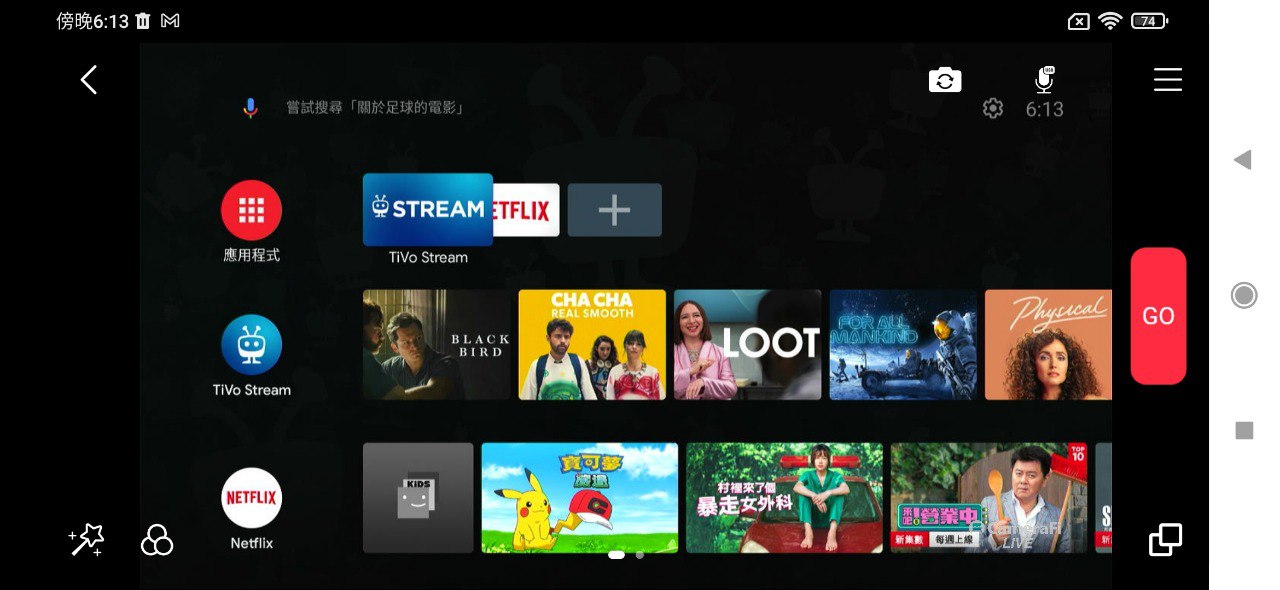 傍晚6:13
74
嘗試搜尋「關於足球的電影」
6:13
STREAM
ETFLIX
應用程式
TiVo Stream
BLACK
BIRD
CHA CHA
REAL SMOOTH
LOOT
FOR ALL
MANKIND
Physical
GO
TiVo Stream
KIDS
寶可夢
村裡來了個
暴走女外科
TOP
10
營業中
新集數
每週上線
CameraFi
LIVE
NETFLIX
Netflix